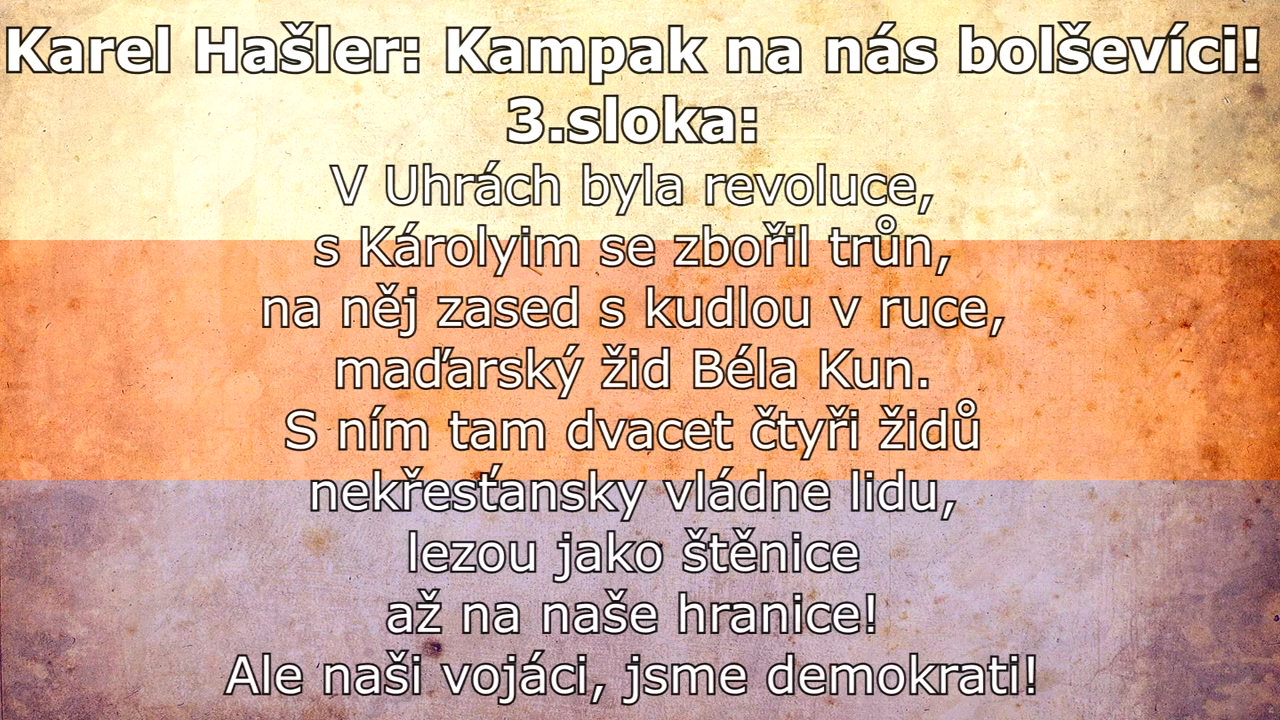 Karel Hašler: Kampak na nás bolševíci!
3.sloka:
V Uhrách byla revoluce,
s Károlyim se zbořil trůn,
na něj zased s kudlou v ruce,
maďarský žid Béla Kun.
S ním tam dvacet čtyři židů
nekřesťansky vládne lidu,
lezou jako štěnice
až na naše hranice!
Ale naši vojáci, jsme demokrati!